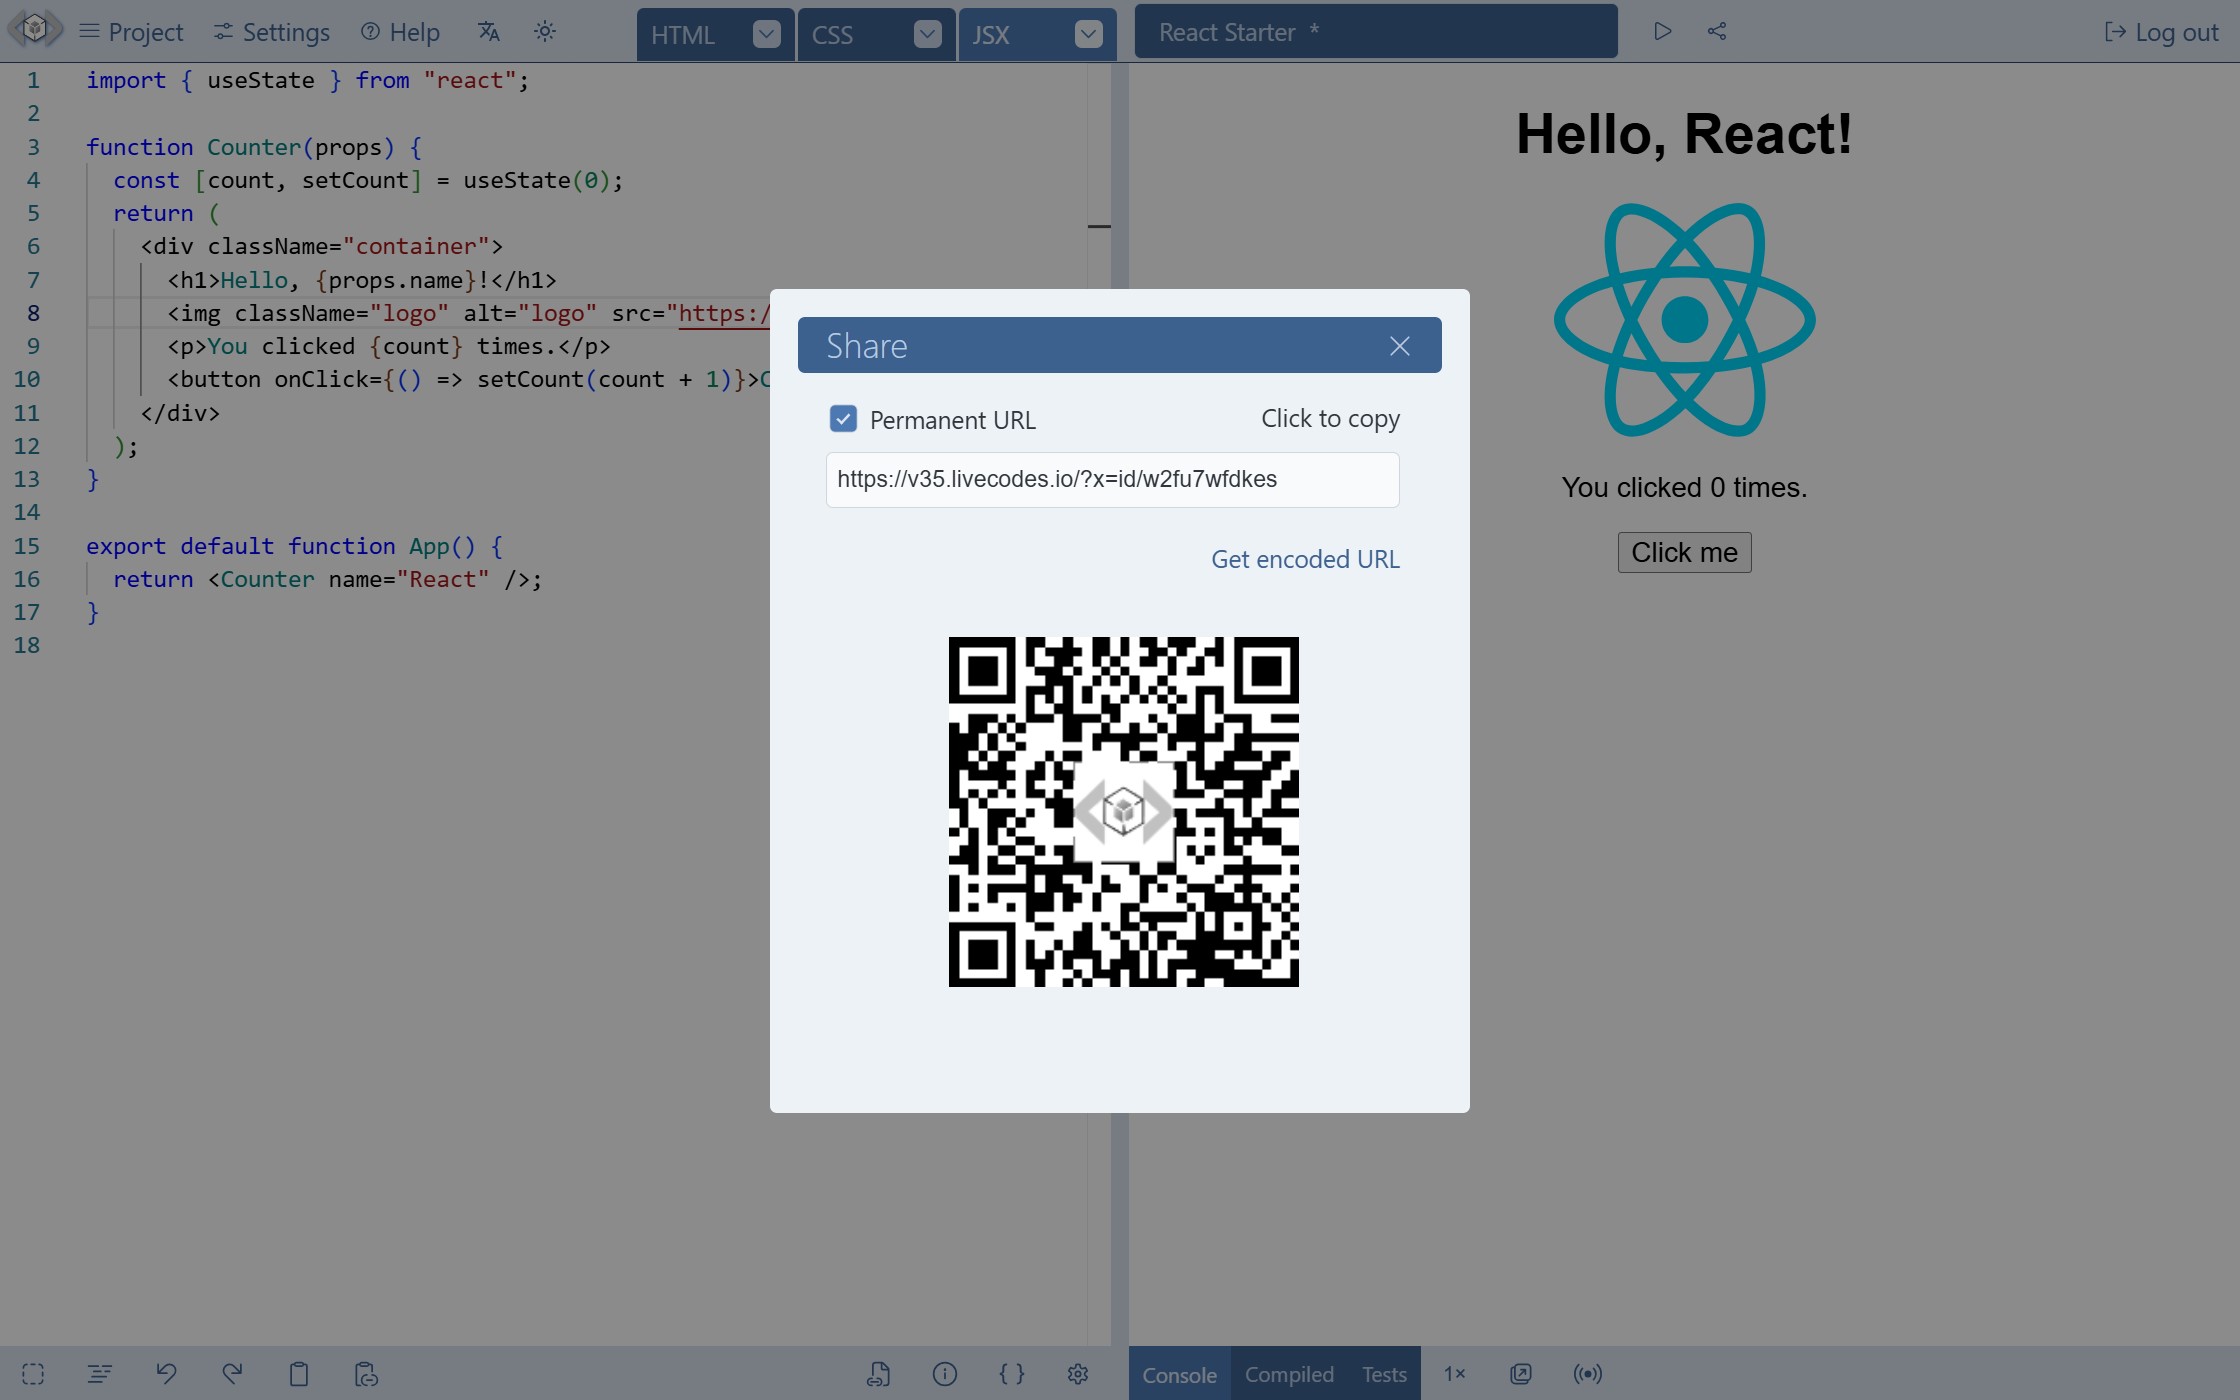 Project Settings Help HTML CSS JSX React Starter * Log out
1 import { useState } from "react";
2
3 function Counter(props) {
4 const [count, setCount] = useState(0);
5 return (
6 <div className="container">
7 <h1>Hello, {props.name}!</h1>
8 <img className="logo" alt="logo" src="https:/
9 <p>You clicked {count} times.</p>
10 <button onClick={() => setCount(count + 1)}>C
11 </div>
12 );
13 }
14
15 export default function App() {
16 return <Counter name="React" />;
17 }
18
Share
Permanent URL Click to copy
https://v35.livecodes.io/?x=id/w2fu7wfdkes
Get encoded URL
Hello, React!
You clicked 0 times.
Click me
Console Compiled Tests 1×